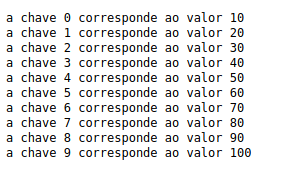 a chave 0 corresponde ao valor 10
a chave 1 corresponde ao valor 20
a chave 2 corresponde ao valor 30
a chave 3 corresponde ao valor 40
a chave 4 corresponde ao valor 50
a chave 5 corresponde ao valor 60
a chave 6 corresponde ao valor 70
a chave 7 corresponde ao valor 80
a chave 8 corresponde ao valor 90
a chave 9 corresponde ao valor 100